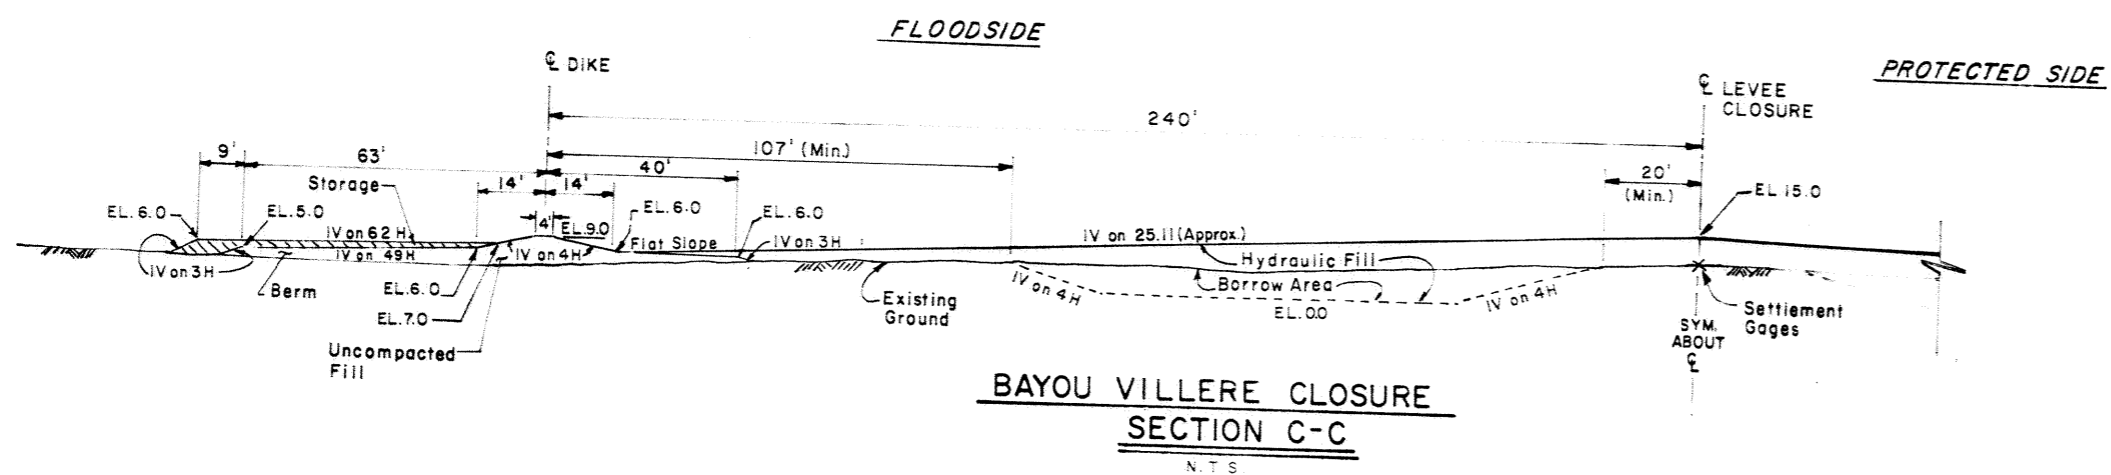 FLOODSIDE
PROTECTED SIDE
℄ DIKE
℄ LEVEE
CLOSURE
240'
107' (Min.)
9'
63'
40'
14'
14'
20'
(Min.)
Storage
EL. 6.0
EL. 5.0
4'
EL. 9.0
EL. 6.0
EL. 6.0
EL 15.0
1V on 62 H
1V on 49H
1V on 4H
Flat Slope
1V on 3H
1V on 25.11 (Approx.)
Hydraulic Fill
1V on 3H
Berm
EL. 6.0
EL. 7.0
Existing
Ground
1V on 4H
Borrow Area
EL. 0.0
1V on 4H
Settlement
Gages
SYM.
ABOUT
℄
Uncompacted
Fill
BAYOU VILLERE CLOSURE
SECTION C-C
N. T. S.